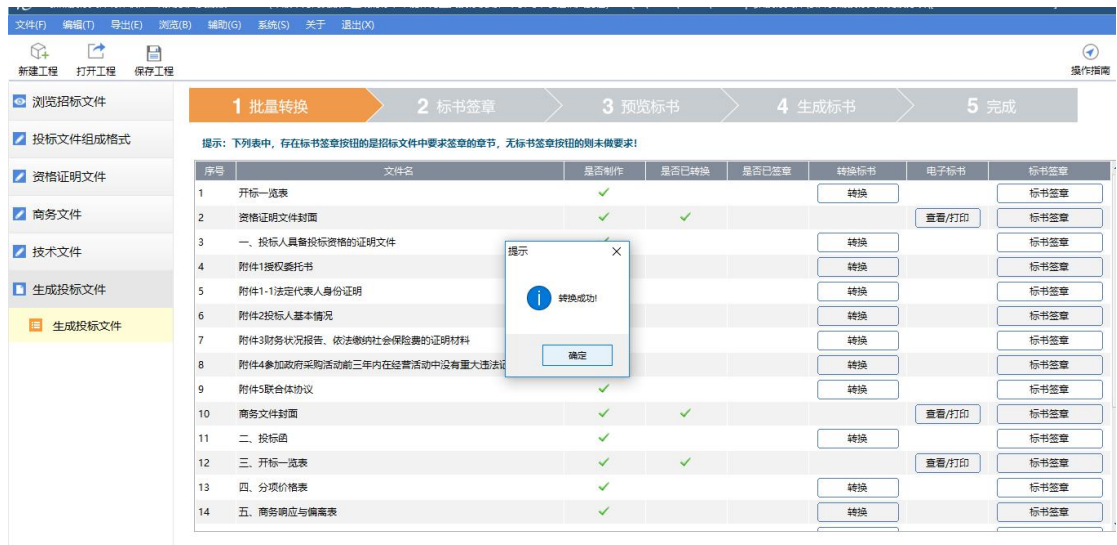 文件(F) 编辑(T) 导出(E) 浏览(B) 辅助(G) 系统(S) 关于 退出(X)
新建工程 打开工程 保存工程 操作指南
浏览招标文件
投标文件组成格式
资格证明文件
商务文件
技术文件
生成投标文件
生成投标文件
1 批量转换 2 标书签章 3 预览标书 4 生成标书 5 完成
提示：下列表中，存在标书签章按钮的是招标文件中要求签章的章节，无标书签章按钮的则未做要求！
序号 文件名 是否制作 是否已转换 是否已签章 转换标书 电子标书 标书签章
1 开标一览表 转换 标书签章
2 资格证明文件封面 查看/打印 标书签章
3 一、投标人具备投标资格的证明文件 转换 标书签章
4 附件1授权委托书 转换 标书签章
5 附件1-1法定代表人身份证明 转换 标书签章
6 附件2投标人基本情况 转换 标书签章
7 附件3财务状况报告、依法缴纳社会保险费的证明材料 转换 标书签章
8 附件4参加政府采购活动前三年内在经营活动中没有重大违法 转换 标书签章
9 附件5联合体协议 转换 标书签章
10 商务文件封面 查看/打印 标书签章
11 二、投标函 转换 标书签章
12 三、开标一览表 查看/打印 标书签章
13 四、分项价格表 转换 标书签章
14 五、商务响应与偏离表 转换 标书签章
提示
转换成功!
确定